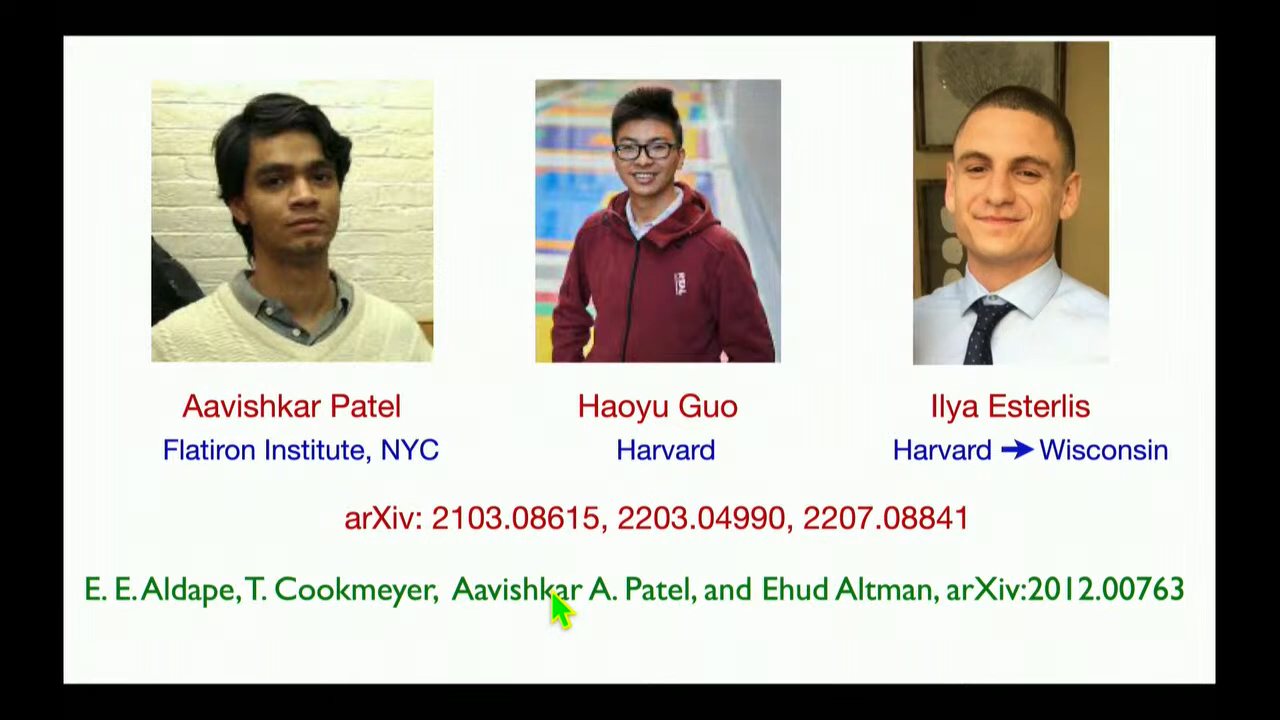 Aavishkar Patel
Flatiron Institute, NYC
Haoyu Guo
Harvard
Ilya Esterlis
Harvard → Wisconsin
arXiv: 2103.08615, 2203.04990, 2207.08841
E. E. Aldape, T. Cookmeyer, Aavishkar A. Patel, and Ehud Altman, arXiv:2012.00763